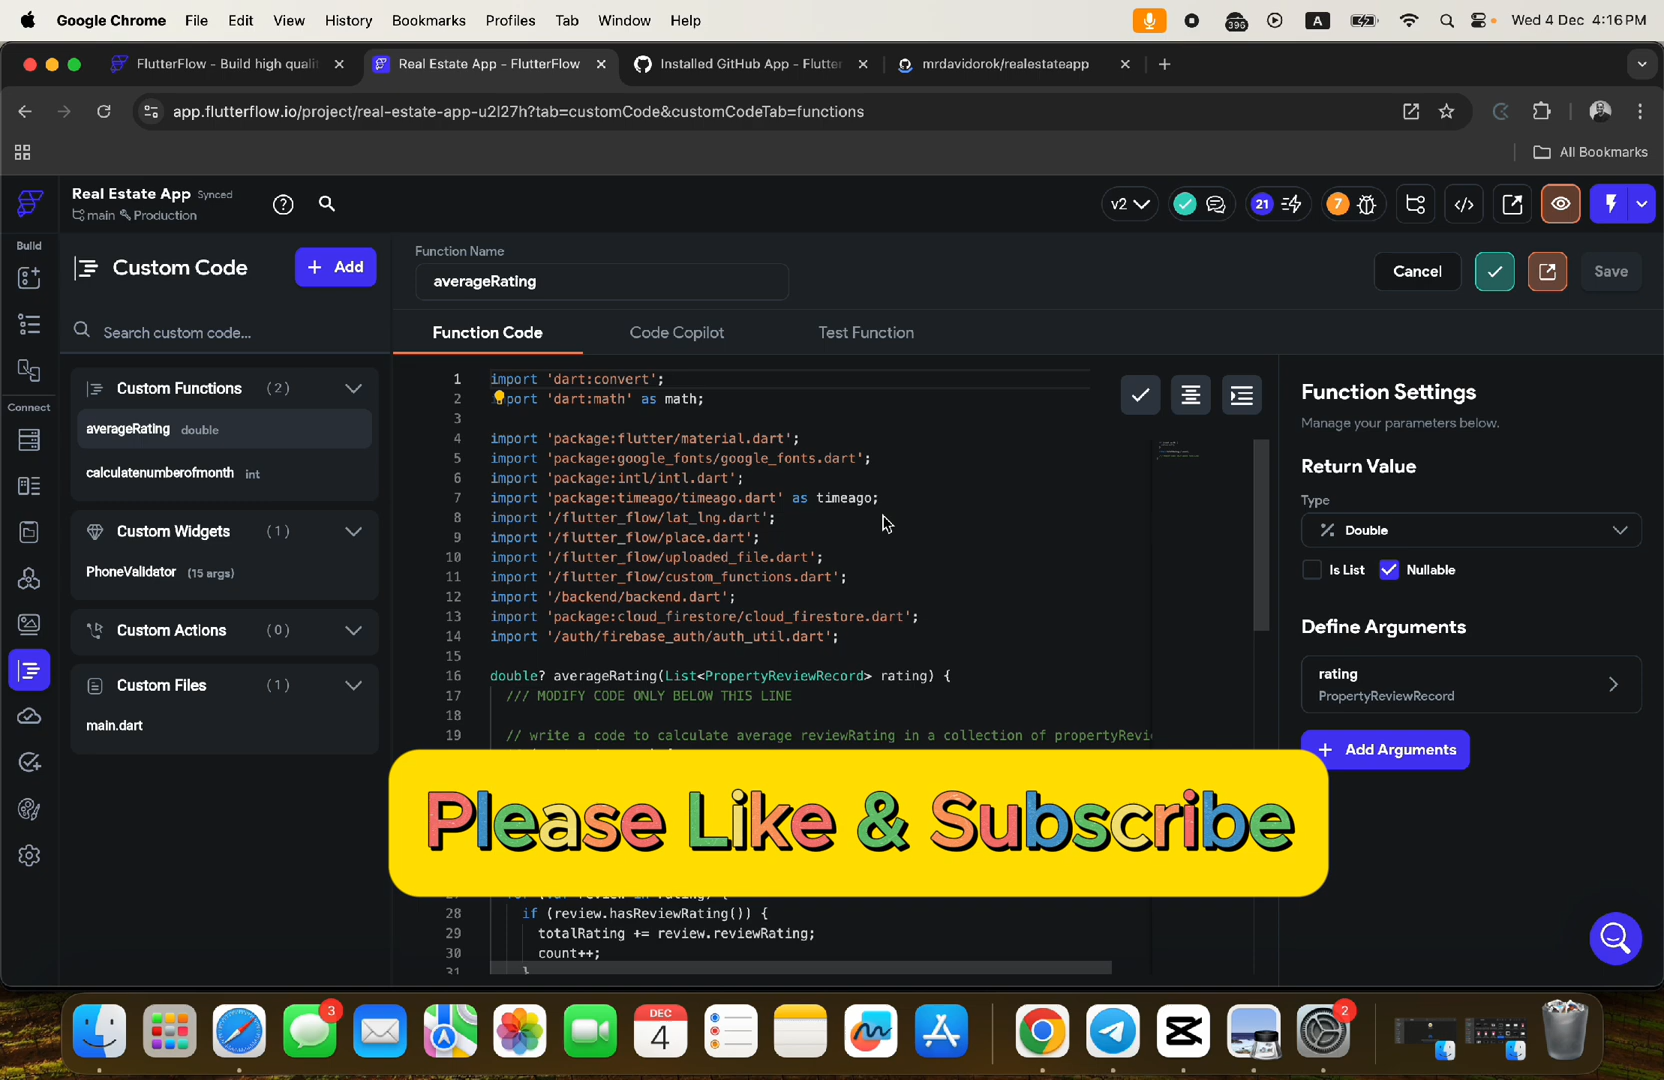 Google Chrome File Edit View History Bookmarks Profiles Tab Window Help
396 A Wed 4 Dec 4:16 PM
FlutterFlow - Build high quali
Real Estate App - FlutterFlow
Installed GitHub App - Flutter
mrdavidorok/realestateapp
app.flutterflow.io/project/real-estate-app-u2l27h?tab=customCode&customCodeTab=functions
All Bookmarks
Real Estate App Synced
main Production
v2
21
7
Build
Connect
Custom Code
Add
Search custom code...
Custom Functions (2)
averageRating double
calculatenumberofmonth int
Custom Widgets (1)
PhoneValidator (15 args)
Custom Actions (0)
Custom Files (1)
main.dart
Function Name
averageRating
Cancel
Save
Function Code
Code Copilot
Test Function
1 import 'dart:convert';
2 port 'dart:math' as math;
3
4 import 'package:flutter/material.dart';
5 import 'package:google_fonts/google_fonts.dart';
6 import 'package:intl/intl.dart';
7 import 'package:timeago/timeago.dart' as timeago;
8 import '/flutter_flow/lat_lng.dart';
9 import '/flutter_flow/place.dart';
10 import '/flutter_flow/uploaded_file.dart';
11 import '/flutter_flow/custom_functions.dart';
12 import '/backend/backend.dart';
13 import 'package:cloud_firestore/cloud_firestore.dart';
14 import '/auth/firebase_auth/auth_util.dart';
15
16 double? averageRating(List<PropertyReviewRecord> rating) {
17 /// MODIFY CODE ONLY BELOW THIS LINE
18
19 // write a code to calculate average reviewRating in a collection of propertyRevi
28 if (review.hasReviewRating()) {
29 totalRating += review.reviewRating;
30 count++;
31 }
Please Like & Subscribe
Function Settings
Manage your parameters below.
Return Value
Type
Double
Is List
Nullable
Define Arguments
rating
PropertyReviewRecord
Add Arguments
3
DEC
4
2